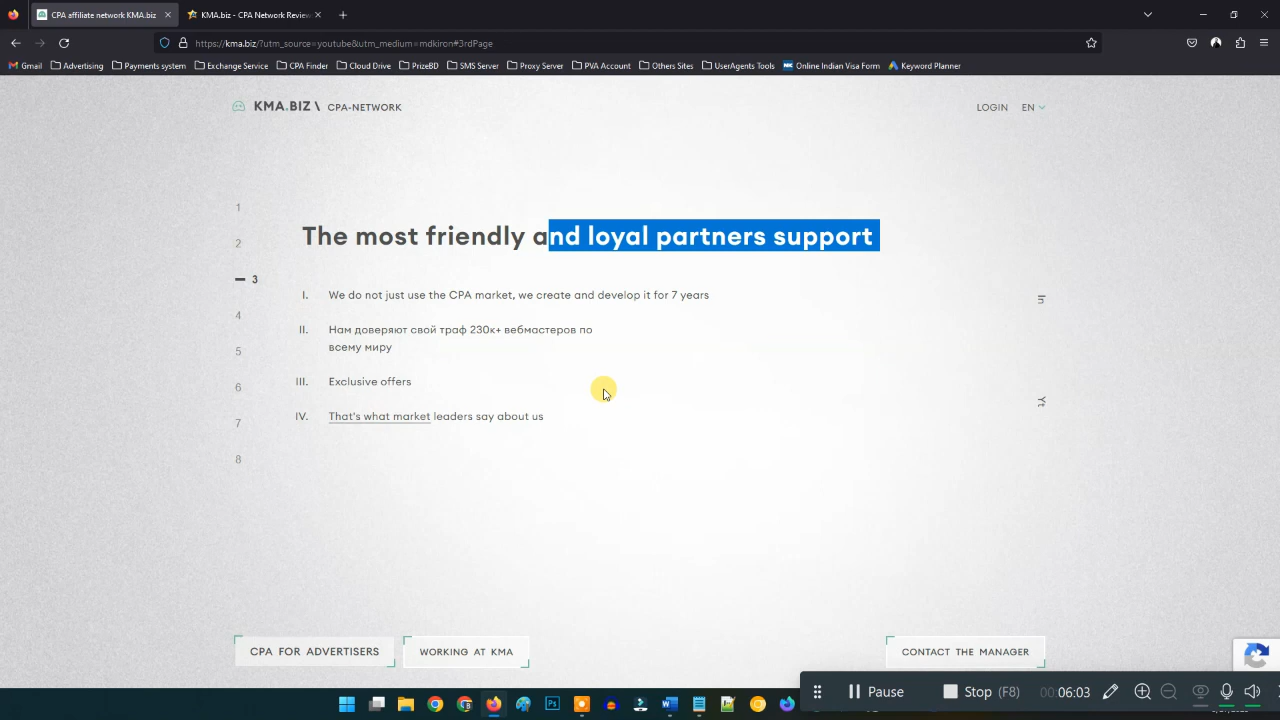 CPA affiliate network KMA.biz
KMA.biz - CPA Network Review
https://kma.biz/?utm_source=youtube&utm_medium=mdkiron#3rdPage
Gmail Advertising Payments system Exchange Service CPA Finder Cloud Drive PrizeBD SMS Server Proxy Server PVA Account Others Sites UserAgents Tools Online Indian Visa Form Keyword Planner
KMA.BIZ \ CPA-NETWORK
LOGIN EN
1
The most friendly and loyal partners support
2
3
I. We do not just use the CPA market, we create and develop it for 7 years
in
4
II. Нам доверяют свой траф 230к+ вебмастеров по
всему миру
5
III. Exclusive offers
6
Yt
IV. That's what market leaders say about us
7
8
CPA FOR ADVERTISERS WORKING AT KMA CONTACT THE MANAGER
Pause Stop (F8) 00:06:03